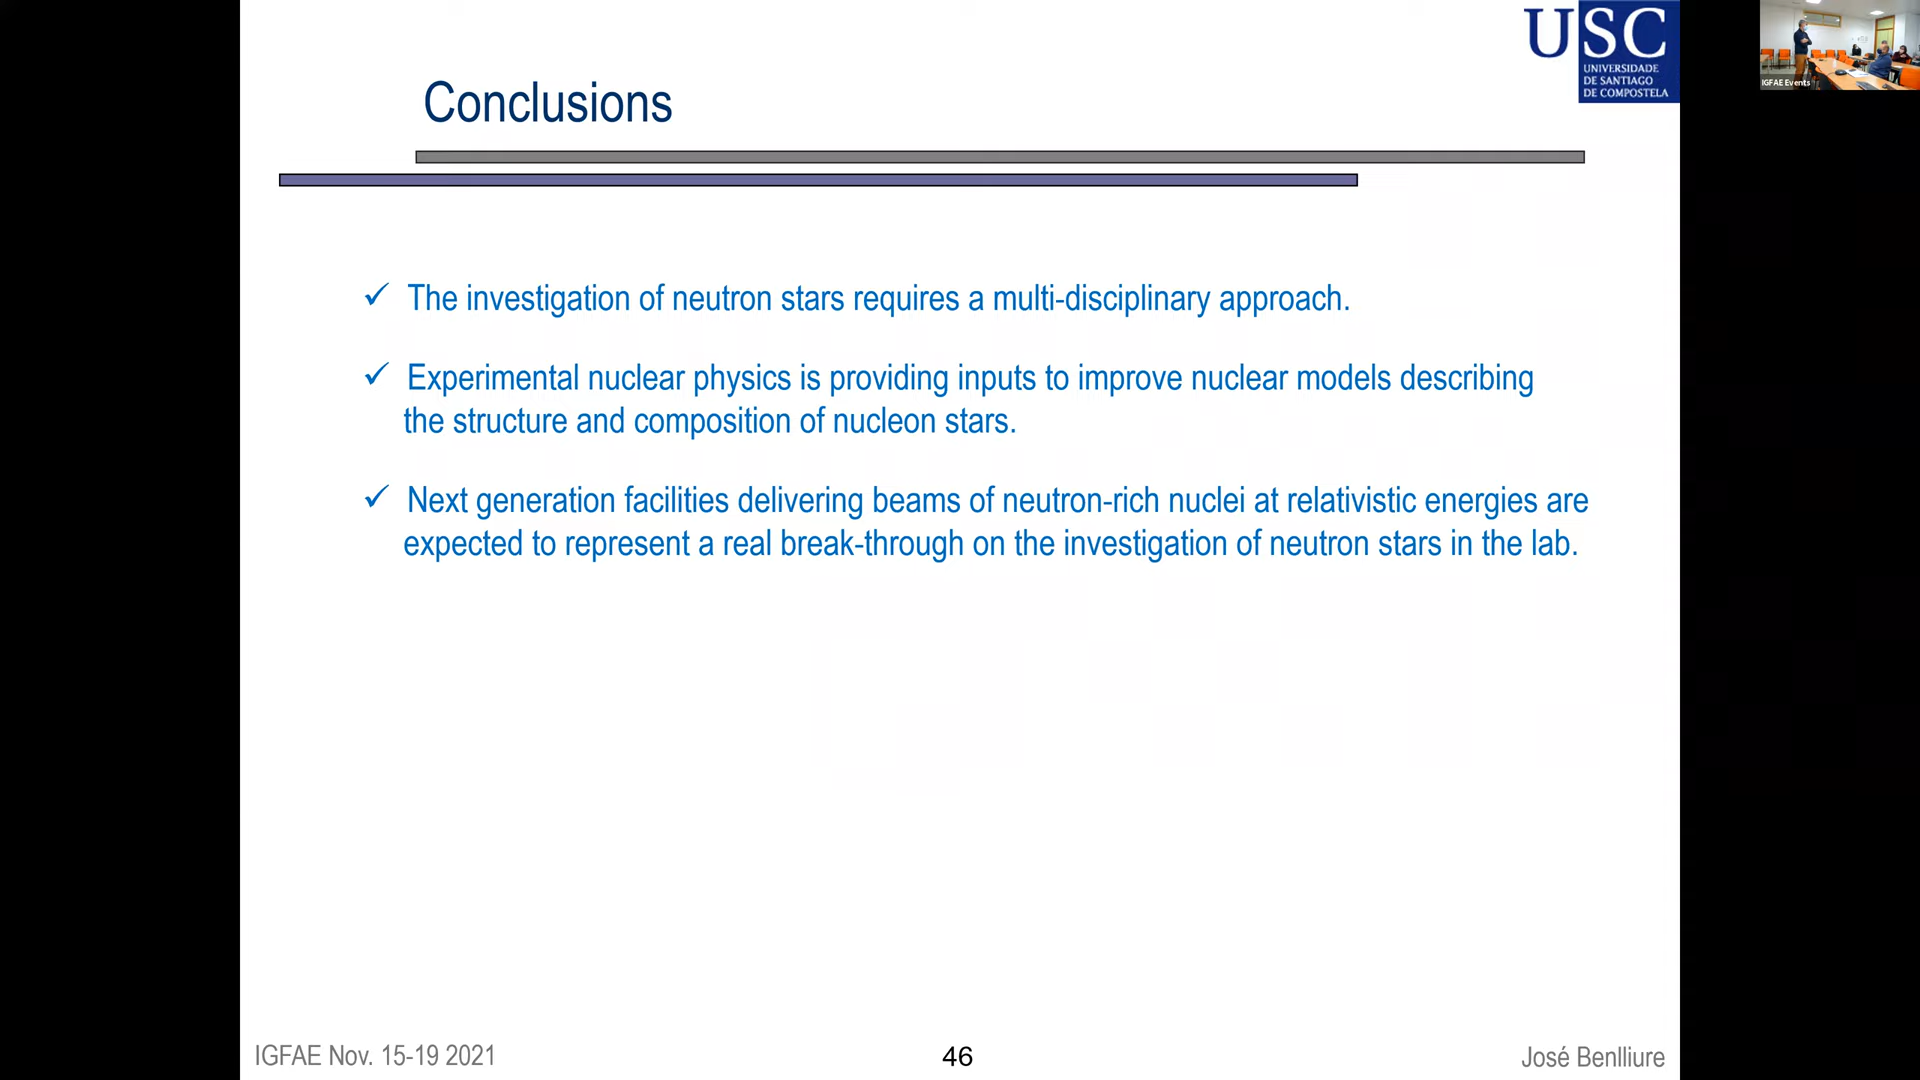 USC
UNIVERSIDADE
DE SANTIAGO
DE COMPOSTELA
IGFAE Events
Conclusions
✓ The investigation of neutron stars requires a multi-disciplinary approach.
✓ Experimental nuclear physics is providing inputs to improve nuclear models describing
the structure and composition of nucleon stars.
✓ Next generation facilities delivering beams of neutron-rich nuclei at relativistic energies are
expected to represent a real break-through on the investigation of neutron stars in the lab.
IGFAE Nov. 15-19 2021
46
José Benlliure